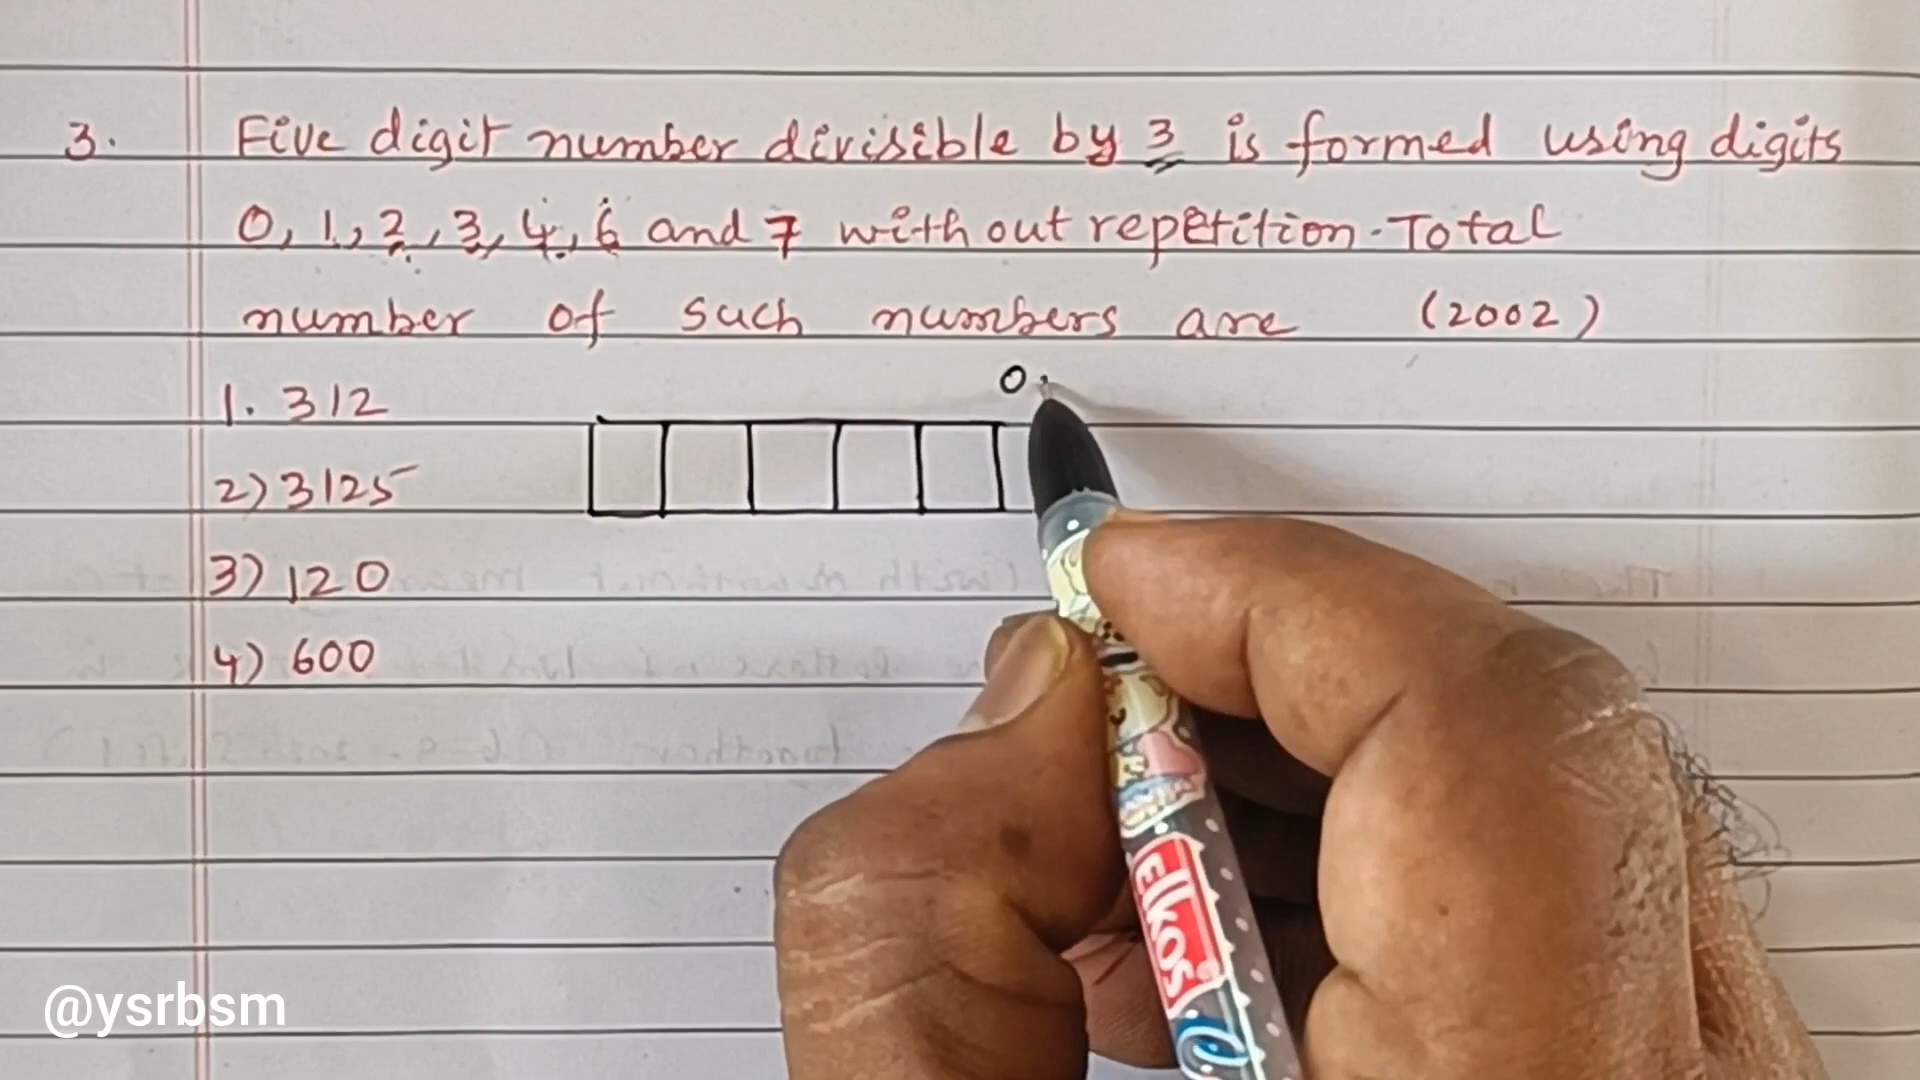 3. Five digit number divisible by 3 is formed using digits
0, 1, 2, 3, 4, 6 and 7 without repetition. Total
number of such numbers are (2002)
0
1. 312
2) 3125
3) 120
4) 600
elkos
@ysrbsm